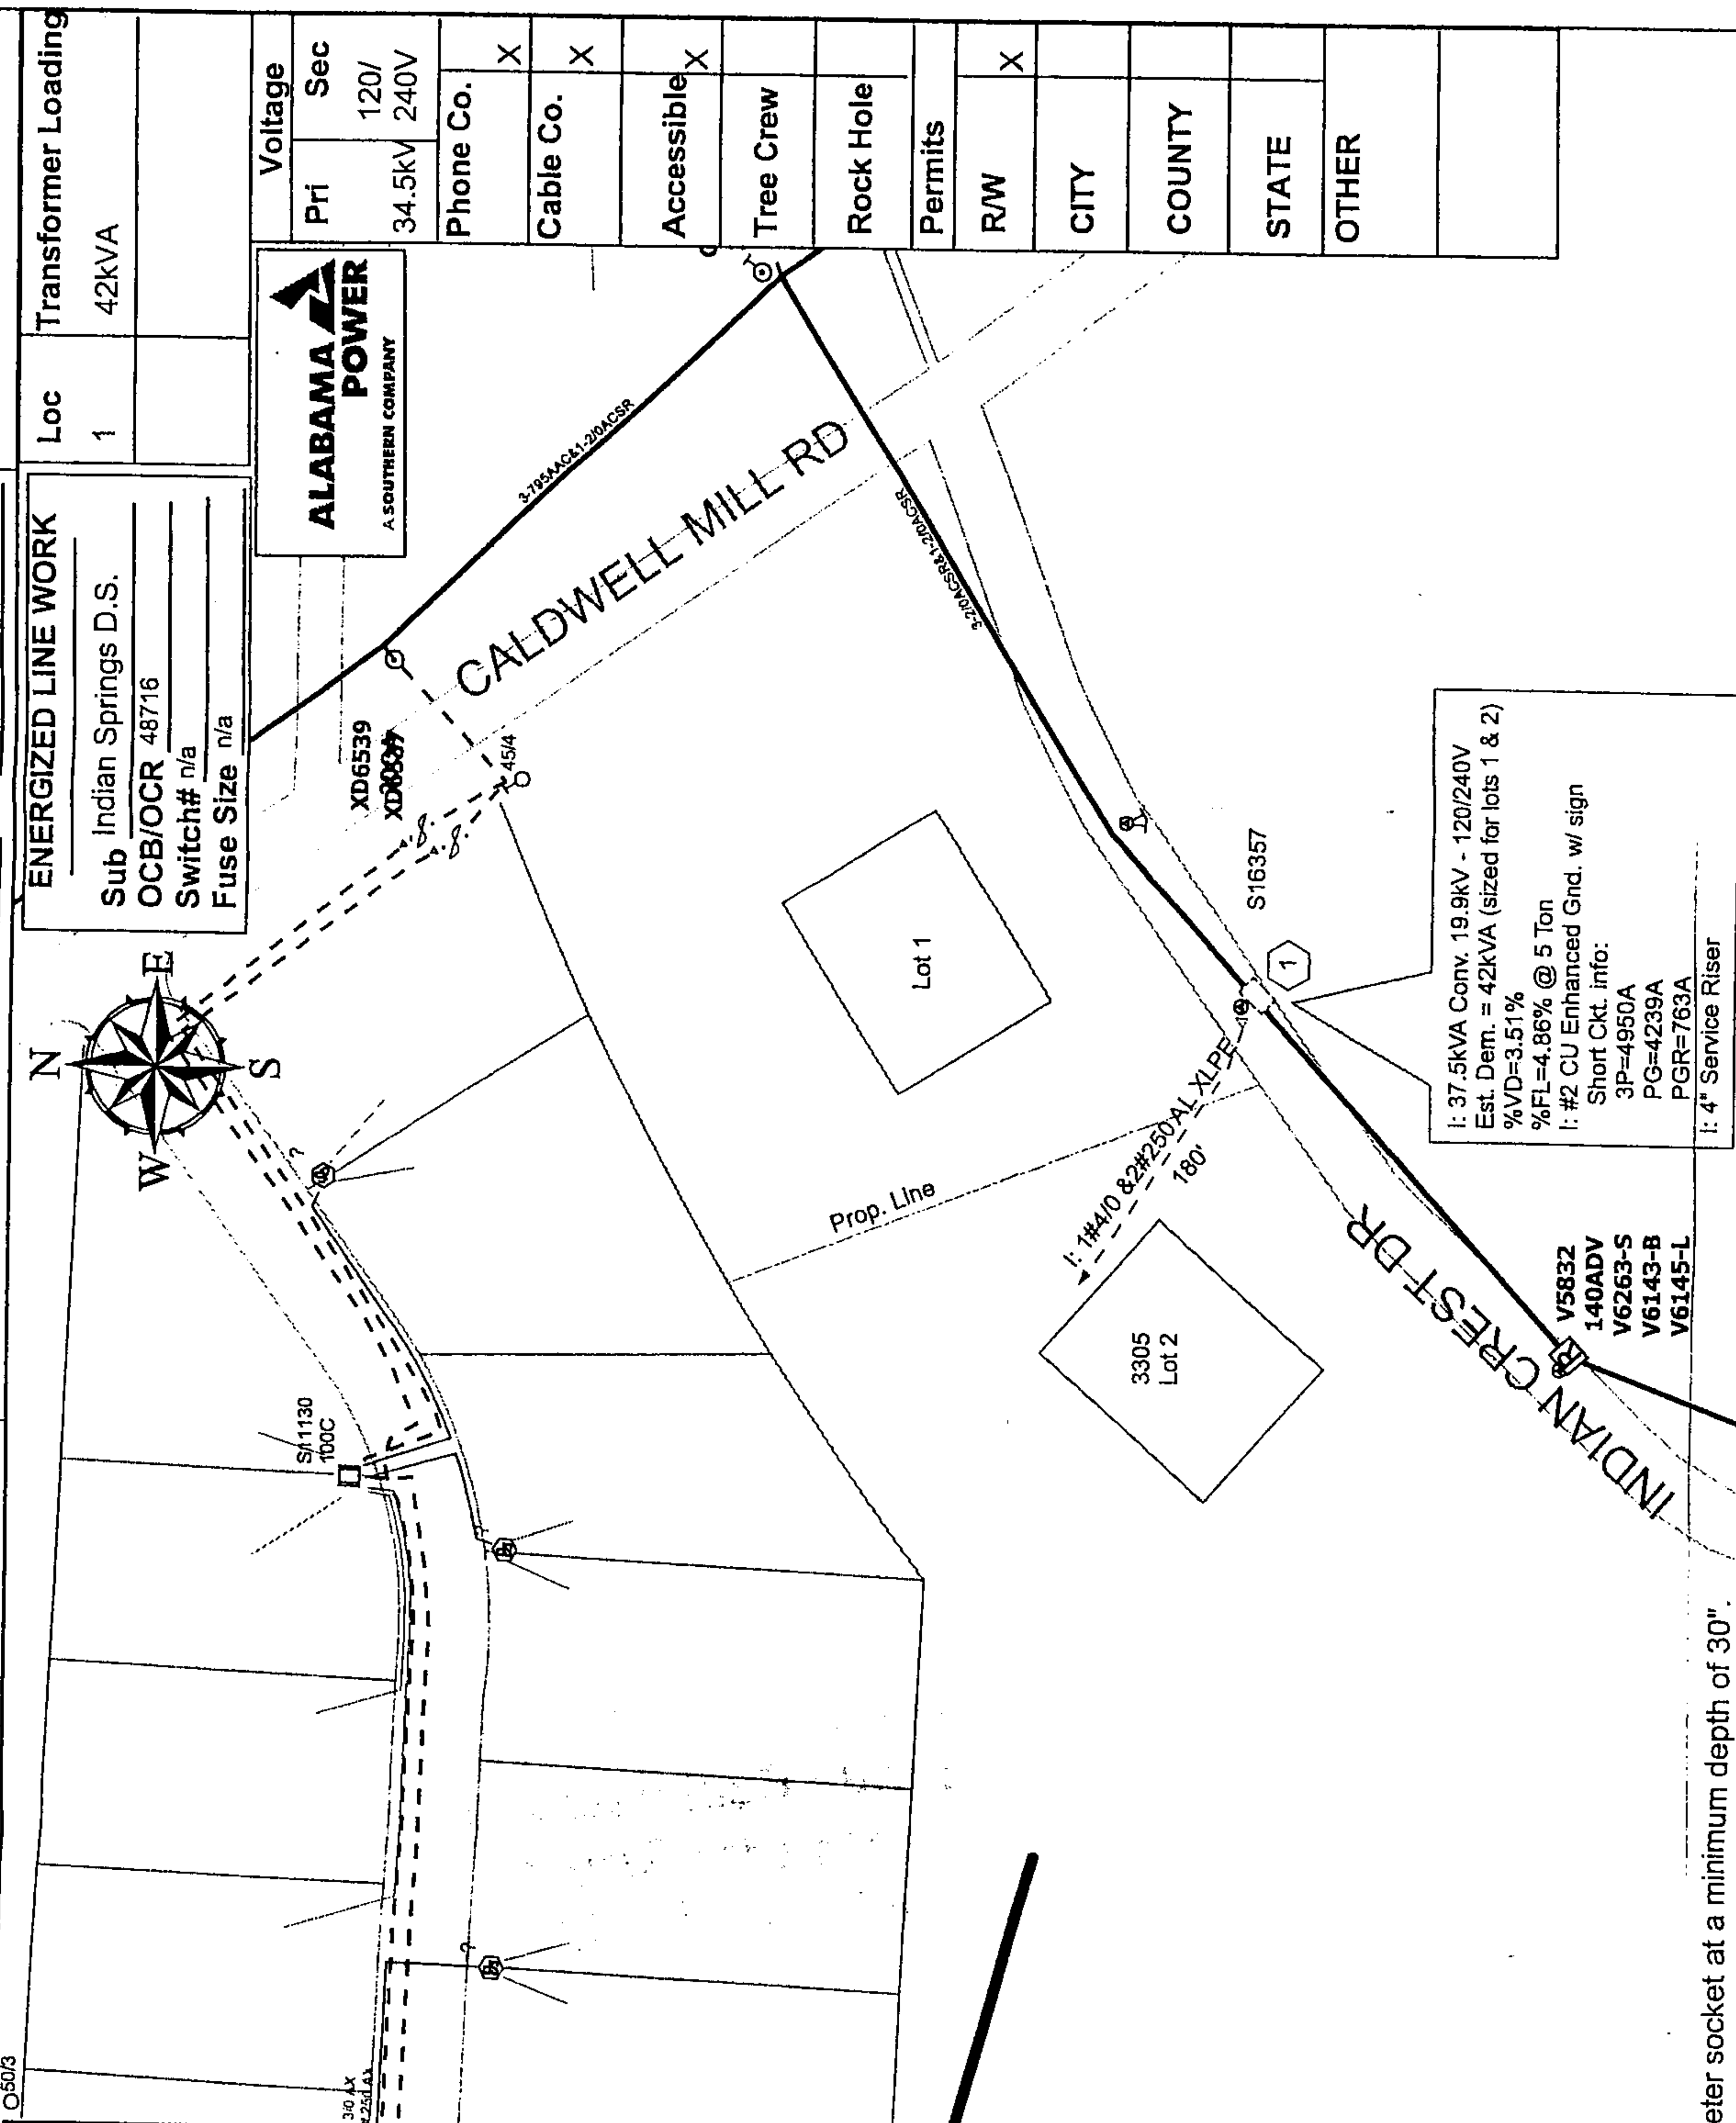 Loc Transformer Loading
1 42kVA
ENERGIZED LINE WORK
Sub Indian Springs D.S.
OCB/OCR 48716
Switch# n/a
Fuse Size n/a
ALABAMA
POWER
A SOUTHERN COMPANY
Voltage
Pri Sec
34.5kV 120/
240V
Phone Co. X
Cable Co. X
Accessible X
Tree Crew
Rock Hole
Permits
R/W X
CITY
COUNTY
STATE
OTHER
N
E
S
W
O50/3
3-795AAC&1-2/0ACSR
CALDWELL MILL RD
3-2/0ACSR&1-2/0ACSR
XD6539
45/4
S11130
100C
Lot 1
S16357
1
I: 1#4/0 &2#250 AL XLPE
180'
Prop. Line
3305
Lot 2
INDIAN CREST DR
R
V5832
140ADV
V6263-S
V6143-B
V6145-L
I: 37.5kVA Conv. 19.9kV - 120/240V
Est. Dem. = 42kVA (sized for lots 1 & 2)
%VD=3.51%
%FL=4.86% @ 5 Ton
I: #2 CU Enhanced Gnd. w/ sign
Short Ckt. info:
3P=4950A
PG=4239A
PGR=763A
I: 4" Service Riser
3/0 AX
eter socket at a minimum depth of 30".